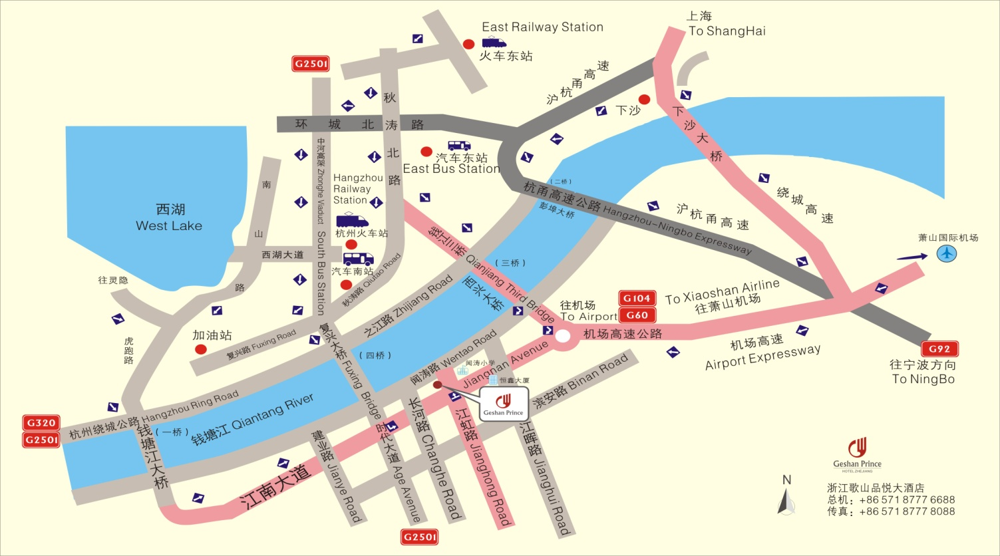 上海
To ShangHai
East Railway Station
火车东站
G2501
沪杭甬高速
下沙
下沙大桥
环城北路
秋涛北路
中河高架 Zhonghe Viaduct
South Bus Station
汽车东站
East Bus Station
Hangzhou
Railway
Station
杭州火车站
汽车南站
西湖
West Lake
南山路
西湖大道
往灵隐
虎跑路
加油站
秋涛路 Qiutao Road
复兴路 Fuxing Road
(二桥)
彭埠大桥
杭甬高速公路 Hangzhou-Ningbo Expressway
沪杭甬高速
绕城高速
萧山国际机场
钱江三桥 Qianjiang Third Bridge
(三桥)
西兴大桥
之江路 Zhijiang Road
往机场
To Airport
G104
G60
To Xiaoshan Airline
往萧山机场
机场高速公路
机场高速
Airport Expressway
G92
往宁波方向
To NingBo
复兴大桥 Fuxing Bridge
(四桥)
闻涛路 Wentao Road
闻涛小学
恒鑫大厦
Jiangnan Avenue
滨安路 Binan Road
Geshan Prince
杭州绕城公路 Hangzhou Ring Road
G320
G2501
钱塘江大桥
(一桥)
钱塘江 Qiantang River
江南大道
建业路 Jianye Road
时代大道 Age Avenue
长河路 Changhe Road
江虹路 Jianghong Road
江晖路 Jianghui Road
G2501
N
Geshan Prince
HOTEL ZHEJIANG
浙江歌山品悦大酒店
总机：+86 571 8777 6688
传真：+86 571 8777 8088